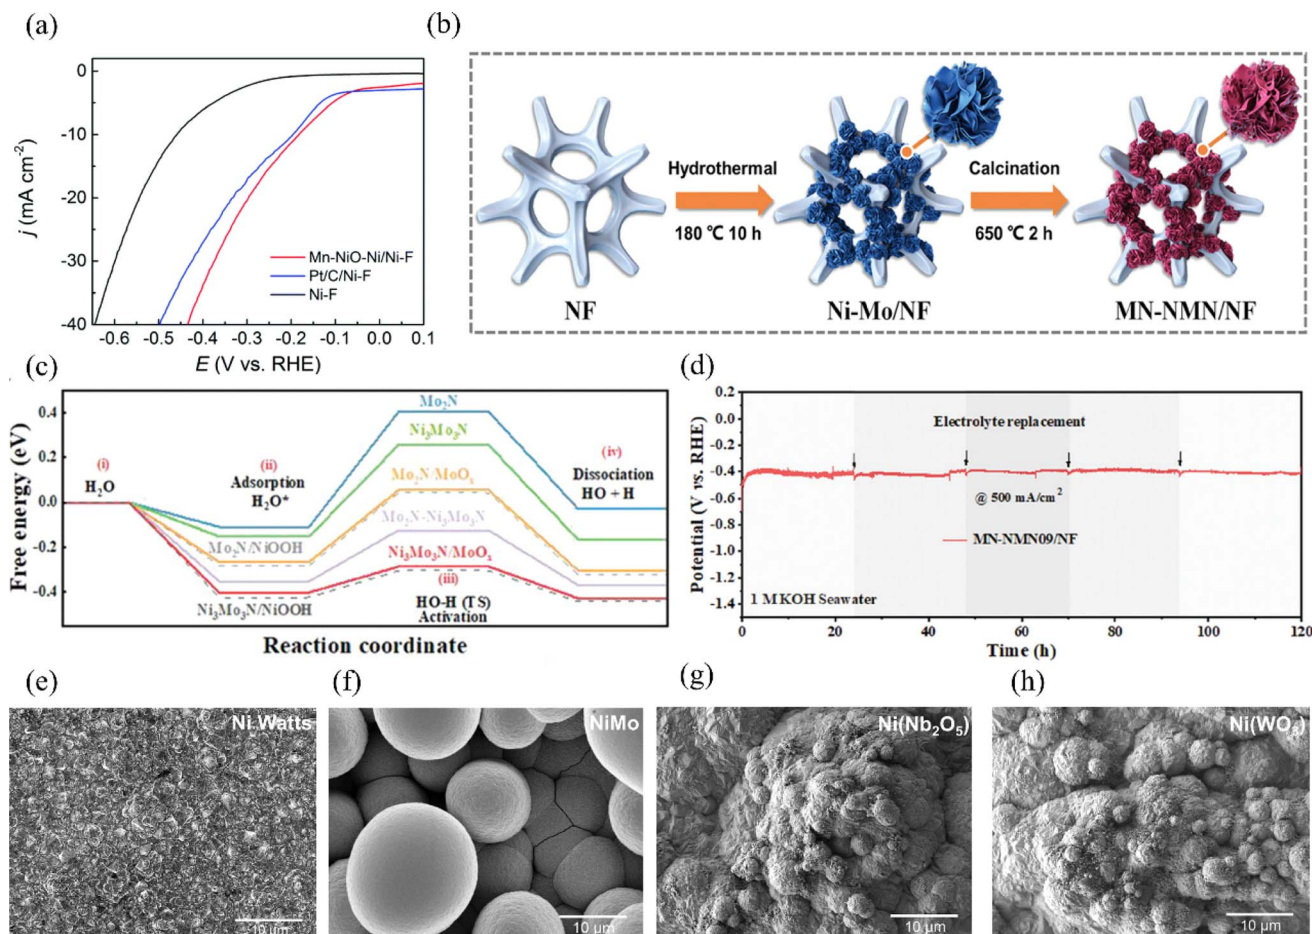 (a)
0
-10
-20
-30
-40
j (mA cm-2)
Mn-NiO-Ni/Ni-F
Pt/C/Ni-F
Ni-F
-0.6 -0.5 -0.4 -0.3 -0.2 -0.1 0.0 0.1
E (V vs. RHE)
(b)
Hydrothermal
180 ℃ 10 h
Calcination
650 ℃ 2 h
NF
Ni-Mo/NF
MN-NMN/NF
(c)
Free energy (eV)
0.4
0.2
0.0
-0.2
-0.4
(i)
H2O
(ii)
Adsorption
H2O*
Mo2N
Ni3Mo3N
Mo2N/MoOx
Mo2N-Ni3Mo3N
Ni3Mo3N/MoOx
Mo2N/NiOOH
Ni3Mo3N/NiOOH
(iii)
HO-H (TS)
Activation
(iv)
Dissociation
HO + H
Reaction coordinate
(d)
Potential (V vs. RHE)
0.2
0.0
-0.2
-0.4
-0.6
-0.8
-1.0
-1.2
-1.4
Electrolyte replacement
@ 500 mA/cm2
MN-NMN09/NF
1 M KOH Seawater
0 20 40 60 80 100 120
Time (h)
(e)
Ni Watts
10 µm
(f)
NiMo
10 µm
(g)
Ni(Nb2O5)
10 µm
(h)
10 µm